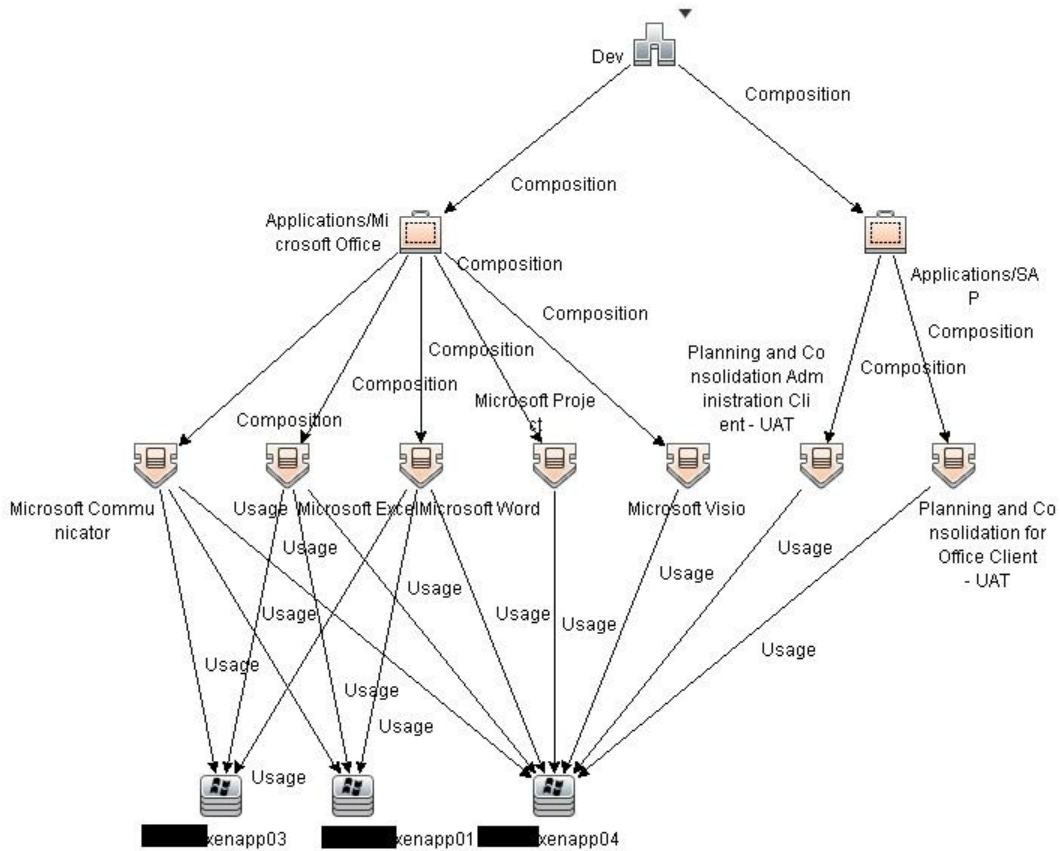 Dev
Composition
Composition
Applications/Mi
crosoft Office
Composition
Applications/SA
P
Composition
Composition
Composition
Planning and Co
nsolidation Adm
inistration Cli
ent - UAT
Composition
Composition
Microsoft Proje
ct
Composition
Microsoft Commu
nicator
Usage
Microsoft Excel
Microsoft Word
Microsoft Visio
Planning and Co
nsolidation for
Office Client
- UAT
Usage
Usage
Usage
Usage
Usage
Usage
Usage
Usage
Usage
Usage
Usage
Usage
xenapp03
xenapp01
xenapp04